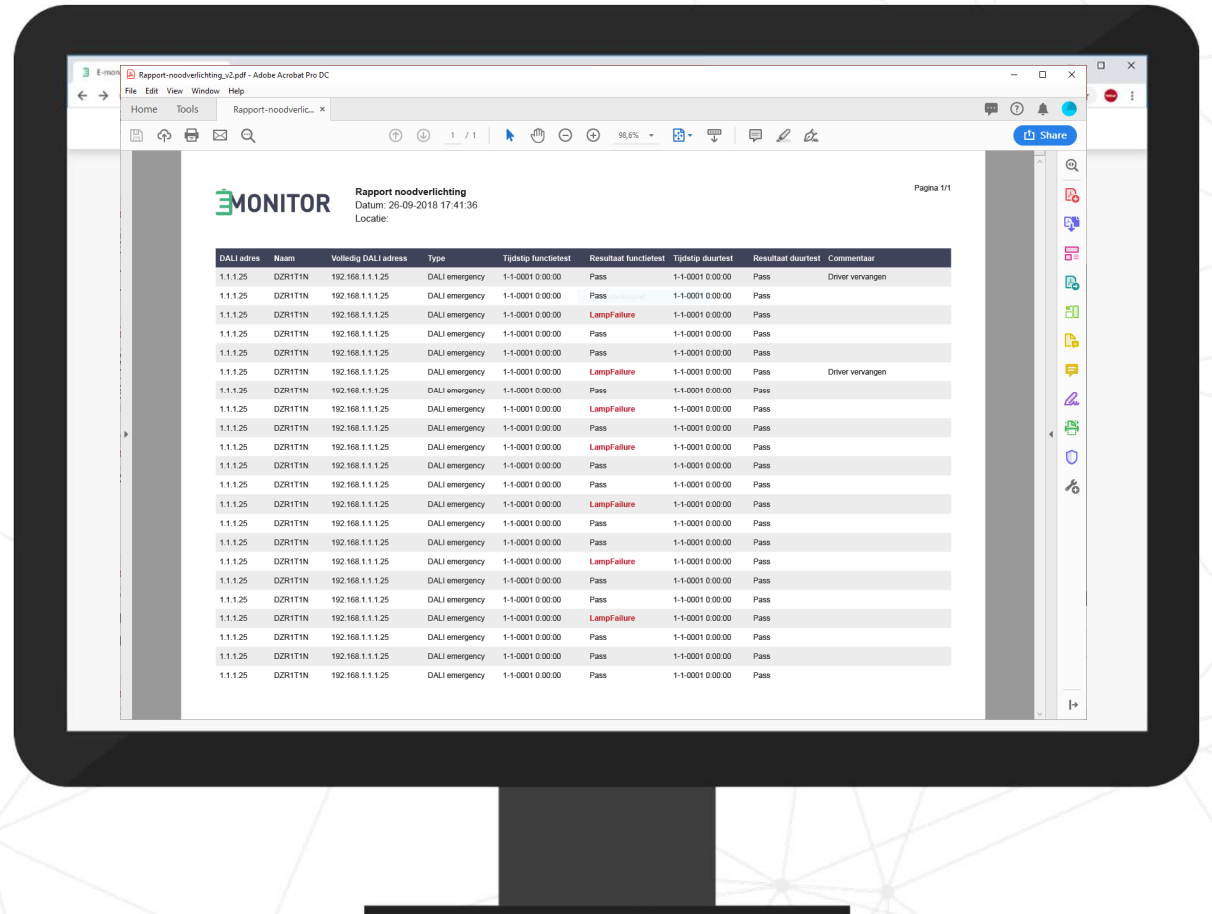 E-mon
Rapport-noodverlichting_v2.pdf - Adobe Acrobat Pro DC
File Edit View Window Help
Home Tools Rapport-noodverlic... ×
1 / 1 98,6% Share
EMONITOR
Rapport noodverlichting
Datum: 26-09-2018 17:41:36
Locatie:
Pagina 1/1
DALI adres Naam Volledig DALI adress Type Tijdstip functietest Resultaat functietest Tijdstip duurtest Resultaat duurtest Commentaar
1.1.1.25 DZR1T1N 192.168.1.1.1.25 DALI emergency 1-1-0001 0:00:00 Pass 1-1-0001 0:00:00 Pass Driver vervangen
1.1.1.25 DZR1T1N 192.168.1.1.1.25 DALI emergency 1-1-0001 0:00:00 Pass 1-1-0001 0:00:00 Pass
1.1.1.25 DZR1T1N 192.168.1.1.1.25 DALI emergency 1-1-0001 0:00:00 LampFailure 1-1-0001 0:00:00 Pass
1.1.1.25 DZR1T1N 192.168.1.1.1.25 DALI emergency 1-1-0001 0:00:00 Pass 1-1-0001 0:00:00 Pass
1.1.1.25 DZR1T1N 192.168.1.1.1.25 DALI emergency 1-1-0001 0:00:00 Pass 1-1-0001 0:00:00 Pass
1.1.1.25 DZR1T1N 192.168.1.1.1.25 DALI emergency 1-1-0001 0:00:00 LampFailure 1-1-0001 0:00:00 Pass Driver vervangen
1.1.1.25 DZR1T1N 192.168.1.1.1.25 DALI emergency 1-1-0001 0:00:00 Pass 1-1-0001 0:00:00 Pass
1.1.1.25 DZR1T1N 192.168.1.1.1.25 DALI emergency 1-1-0001 0:00:00 LampFailure 1-1-0001 0:00:00 Pass
1.1.1.25 DZR1T1N 192.168.1.1.1.25 DALI emergency 1-1-0001 0:00:00 Pass 1-1-0001 0:00:00 Pass
1.1.1.25 DZR1T1N 192.168.1.1.1.25 DALI emergency 1-1-0001 0:00:00 LampFailure 1-1-0001 0:00:00 Pass
1.1.1.25 DZR1T1N 192.168.1.1.1.25 DALI emergency 1-1-0001 0:00:00 Pass 1-1-0001 0:00:00 Pass
1.1.1.25 DZR1T1N 192.168.1.1.1.25 DALI emergency 1-1-0001 0:00:00 Pass 1-1-0001 0:00:00 Pass
1.1.1.25 DZR1T1N 192.168.1.1.1.25 DALI emergency 1-1-0001 0:00:00 LampFailure 1-1-0001 0:00:00 Pass
1.1.1.25 DZR1T1N 192.168.1.1.1.25 DALI emergency 1-1-0001 0:00:00 Pass 1-1-0001 0:00:00 Pass
1.1.1.25 DZR1T1N 192.168.1.1.1.25 DALI emergency 1-1-0001 0:00:00 Pass 1-1-0001 0:00:00 Pass
1.1.1.25 DZR1T1N 192.168.1.1.1.25 DALI emergency 1-1-0001 0:00:00 LampFailure 1-1-0001 0:00:00 Pass
1.1.1.25 DZR1T1N 192.168.1.1.1.25 DALI emergency 1-1-0001 0:00:00 Pass 1-1-0001 0:00:00 Pass
1.1.1.25 DZR1T1N 192.168.1.1.1.25 DALI emergency 1-1-0001 0:00:00 Pass 1-1-0001 0:00:00 Pass
1.1.1.25 DZR1T1N 192.168.1.1.1.25 DALI emergency 1-1-0001 0:00:00 LampFailure 1-1-0001 0:00:00 Pass
1.1.1.25 DZR1T1N 192.168.1.1.1.25 DALI emergency 1-1-0001 0:00:00 Pass 1-1-0001 0:00:00 Pass
1.1.1.25 DZR1T1N 192.168.1.1.1.25 DALI emergency 1-1-0001 0:00:00 Pass 1-1-0001 0:00:00 Pass
1.1.1.25 DZR1T1N 192.168.1.1.1.25 DALI emergency 1-1-0001 0:00:00 Pass 1-1-0001 0:00:00 Pass